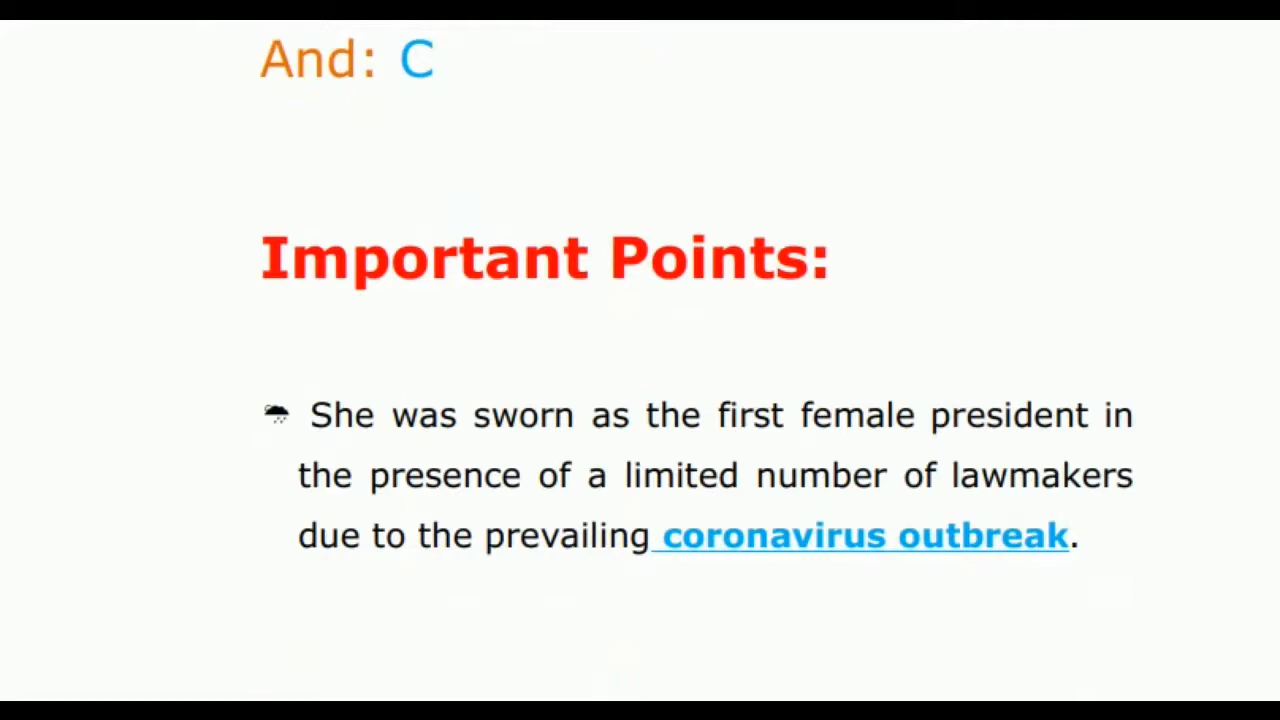 And: C
Important Points:
She was sworn as the first female president in
the presence of a limited number of lawmakers
due to the prevailing coronavirus outbreak.